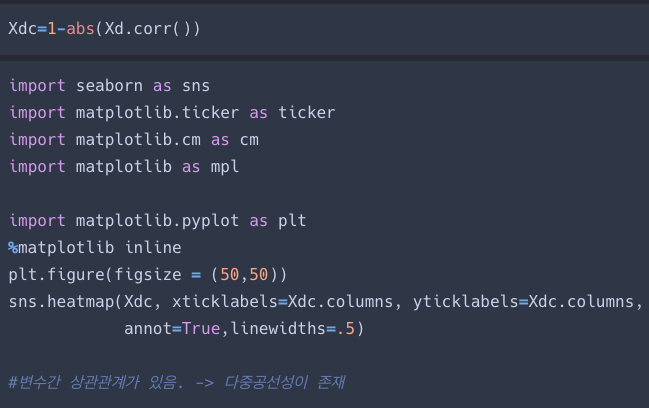 Xdc=1-abs(Xd.corr())
import seaborn as sns
import matplotlib.ticker as ticker
import matplotlib.cm as cm
import matplotlib as mpl
import matplotlib.pyplot as plt
%matplotlib inline
plt.figure(figsize = (50,50))
sns.heatmap(Xdc, xticklabels=Xdc.columns, yticklabels=Xdc.columns,
annot=True,linewidths=.5)
#변수간 상관관계가 있음. -> 다중공선성이 존재